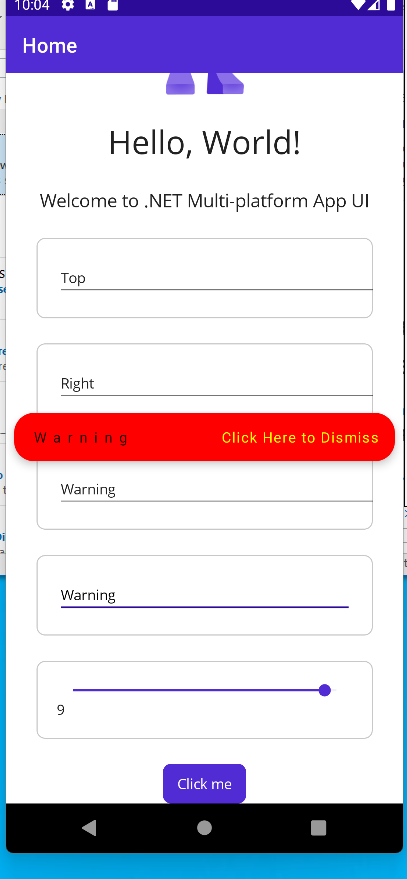 10:04
Home
Hello, World!
Welcome to .NET Multi-platform App UI
Top
Right
Warning Click Here to Dismiss
Warning
Warning
9
Click me